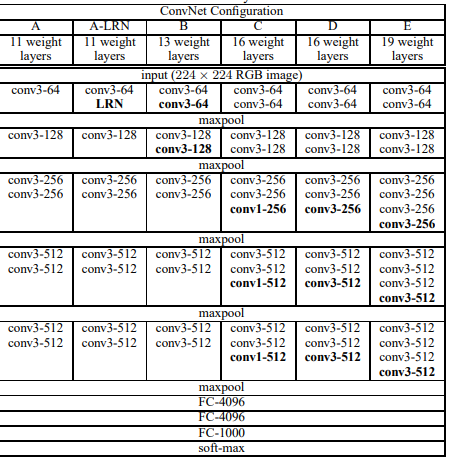 ConvNet Configuration
A A-LRN B C D E
11 weight 11 weight 13 weight 16 weight 16 weight 19 weight
layers layers layers layers layers layers
input (224 × 224 RGB image)
conv3-64 conv3-64 conv3-64 conv3-64 conv3-64 conv3-64
LRN conv3-64 conv3-64 conv3-64 conv3-64
maxpool
conv3-128 conv3-128 conv3-128 conv3-128 conv3-128 conv3-128
conv3-128 conv3-128 conv3-128 conv3-128
maxpool
conv3-256 conv3-256 conv3-256 conv3-256 conv3-256 conv3-256
conv3-256 conv3-256 conv3-256 conv3-256 conv3-256 conv3-256
conv1-256 conv3-256 conv3-256
conv3-256
maxpool
conv3-512 conv3-512 conv3-512 conv3-512 conv3-512 conv3-512
conv3-512 conv3-512 conv3-512 conv3-512 conv3-512 conv3-512
conv1-512 conv3-512 conv3-512
conv3-512
maxpool
conv3-512 conv3-512 conv3-512 conv3-512 conv3-512 conv3-512
conv3-512 conv3-512 conv3-512 conv3-512 conv3-512 conv3-512
conv1-512 conv3-512 conv3-512
conv3-512
maxpool
FC-4096
FC-4096
FC-1000
soft-max